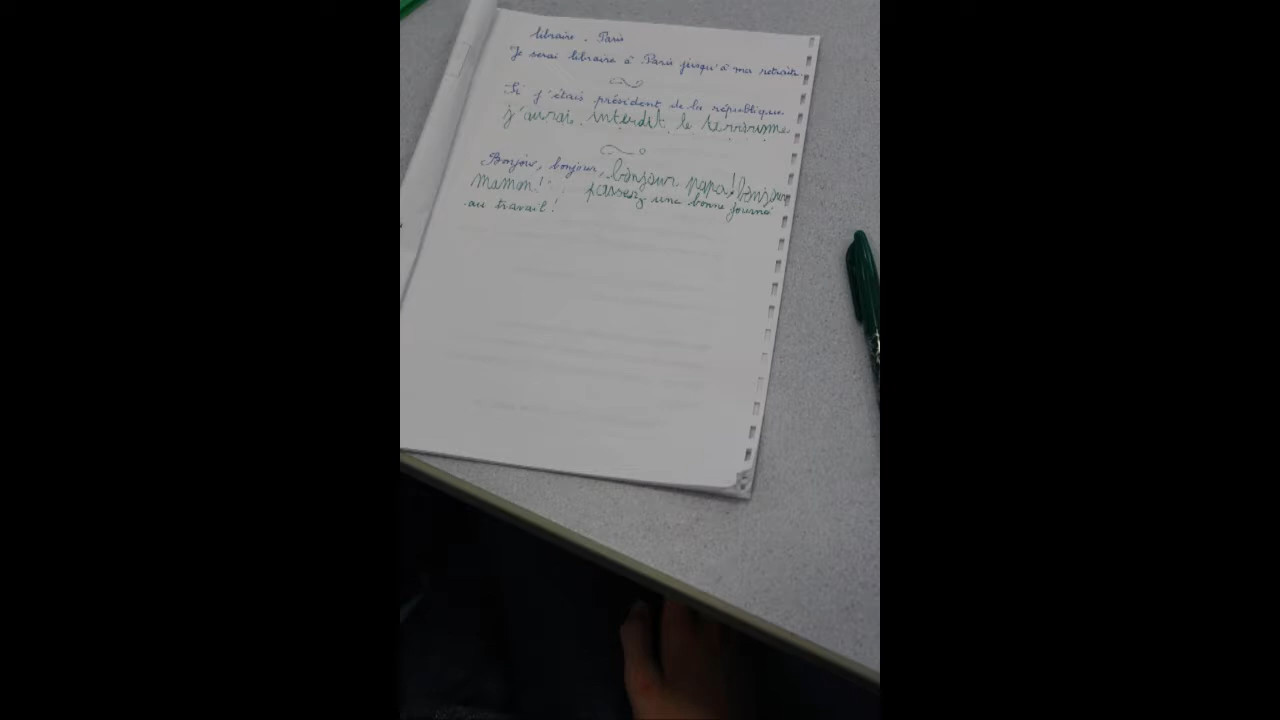 libraire . Paris
Je serai libraire à Paris jusqu'à ma retraite.
Si j'étais président de la république
j'aurai interdit le terrorisme
Bonjour, bonjour, bonjour papa! bonjour
maman! passez une bonne journé
au travail!